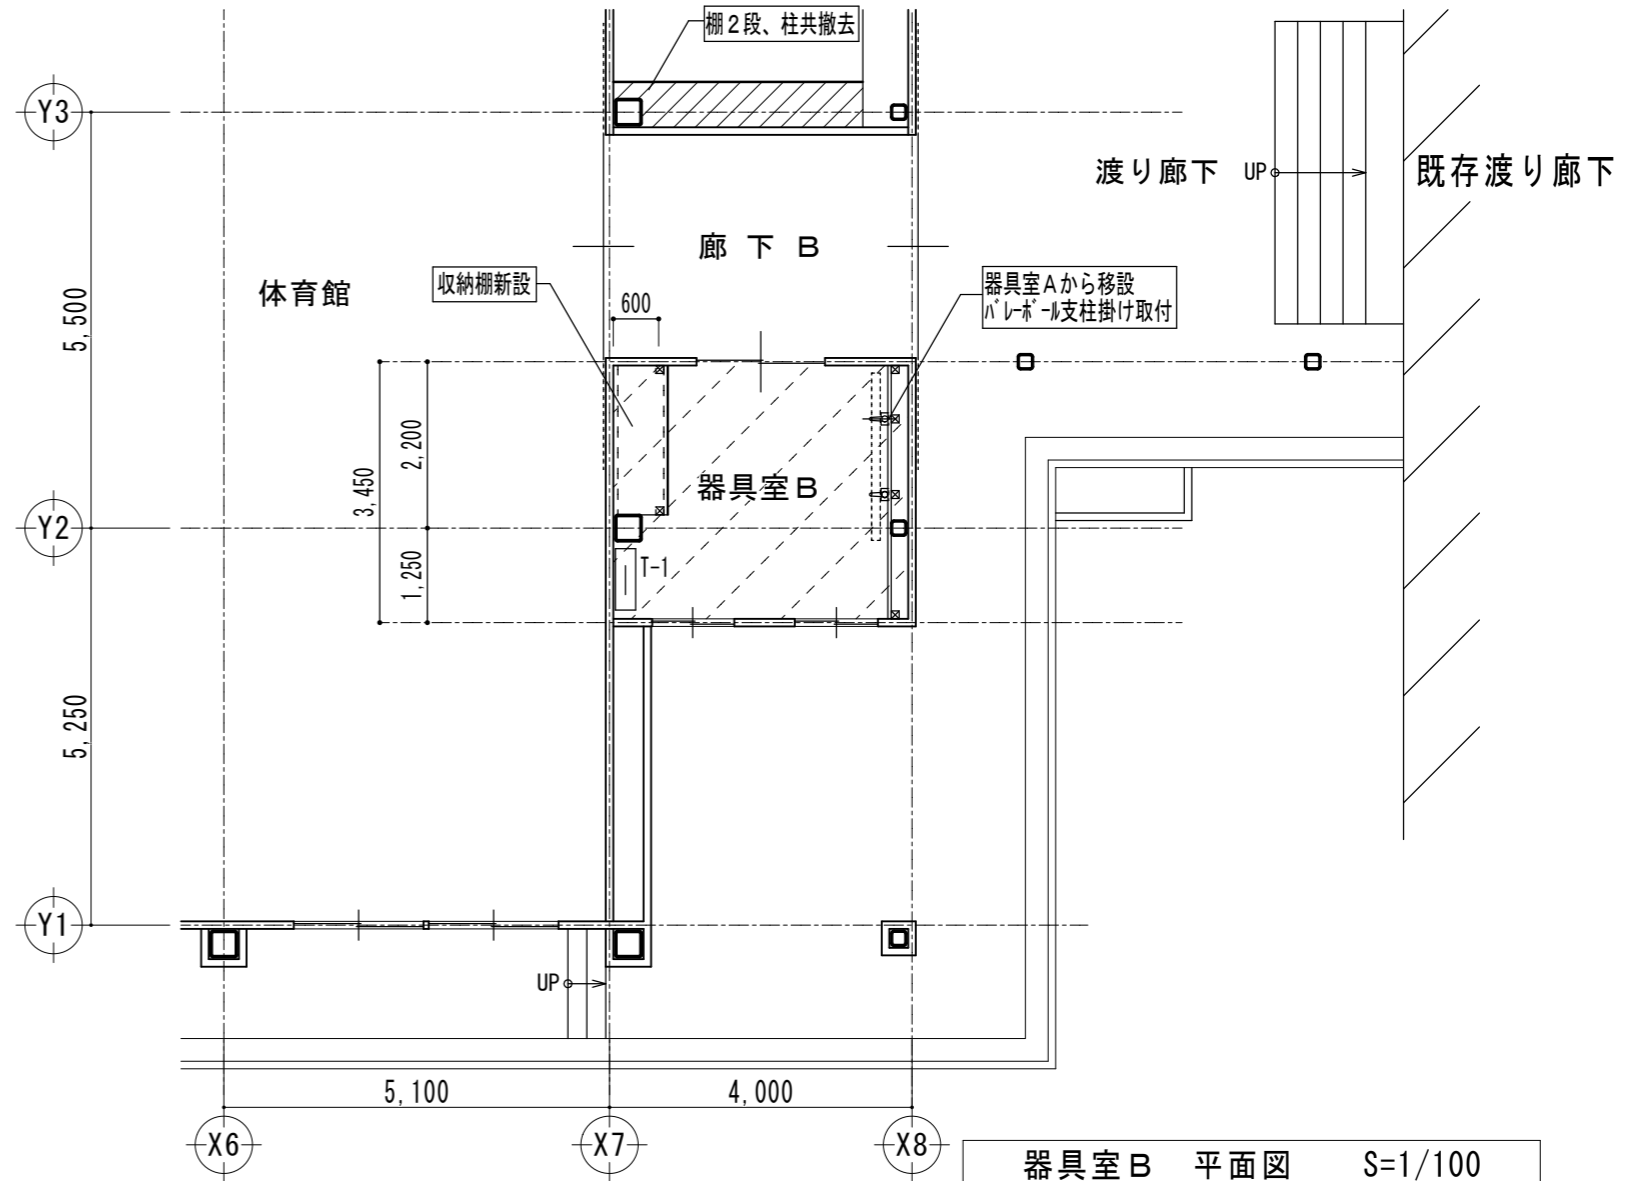 棚２段、柱共撤去
Y3
渡り廊下
UP
既存渡り廊下
廊下Ｂ
体育館
収納棚新設
600
器具室Ａから移設
ﾊﾞﾚｰﾎﾞｰﾙ支柱掛け取付
5,500
2,200
3,450
器具室Ｂ
Y2
1,250
T-1
5,250
Y1
UP
5,100
4,000
X6
X7
X8
器具室Ｂ 平面図 S=1/100